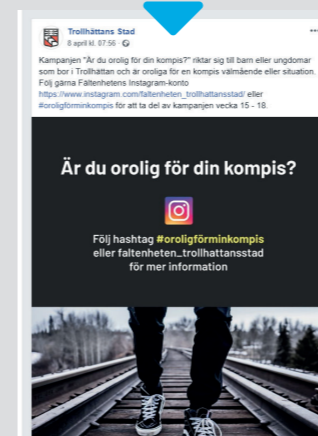 Trollhättans Stad
8 april kl. 07:56
Kampanjen "Är du orolig för din kompis?" riktar sig till barn eller ungdomar
som bor i Trollhättan och är oroliga för en kompis välmående eller situation.
Följ gärna Fältenhetens Instagram-konto
https://www.instagram.com/faltenheten_trollhattansstad/ eller
#oroligförminkompis för att ta del av kampanjen vecka 15 - 18.
Är du orolig för din kompis?
Följ hashtag #oroligförminkompis
eller faltenheten_trollhattansstad
för mer information